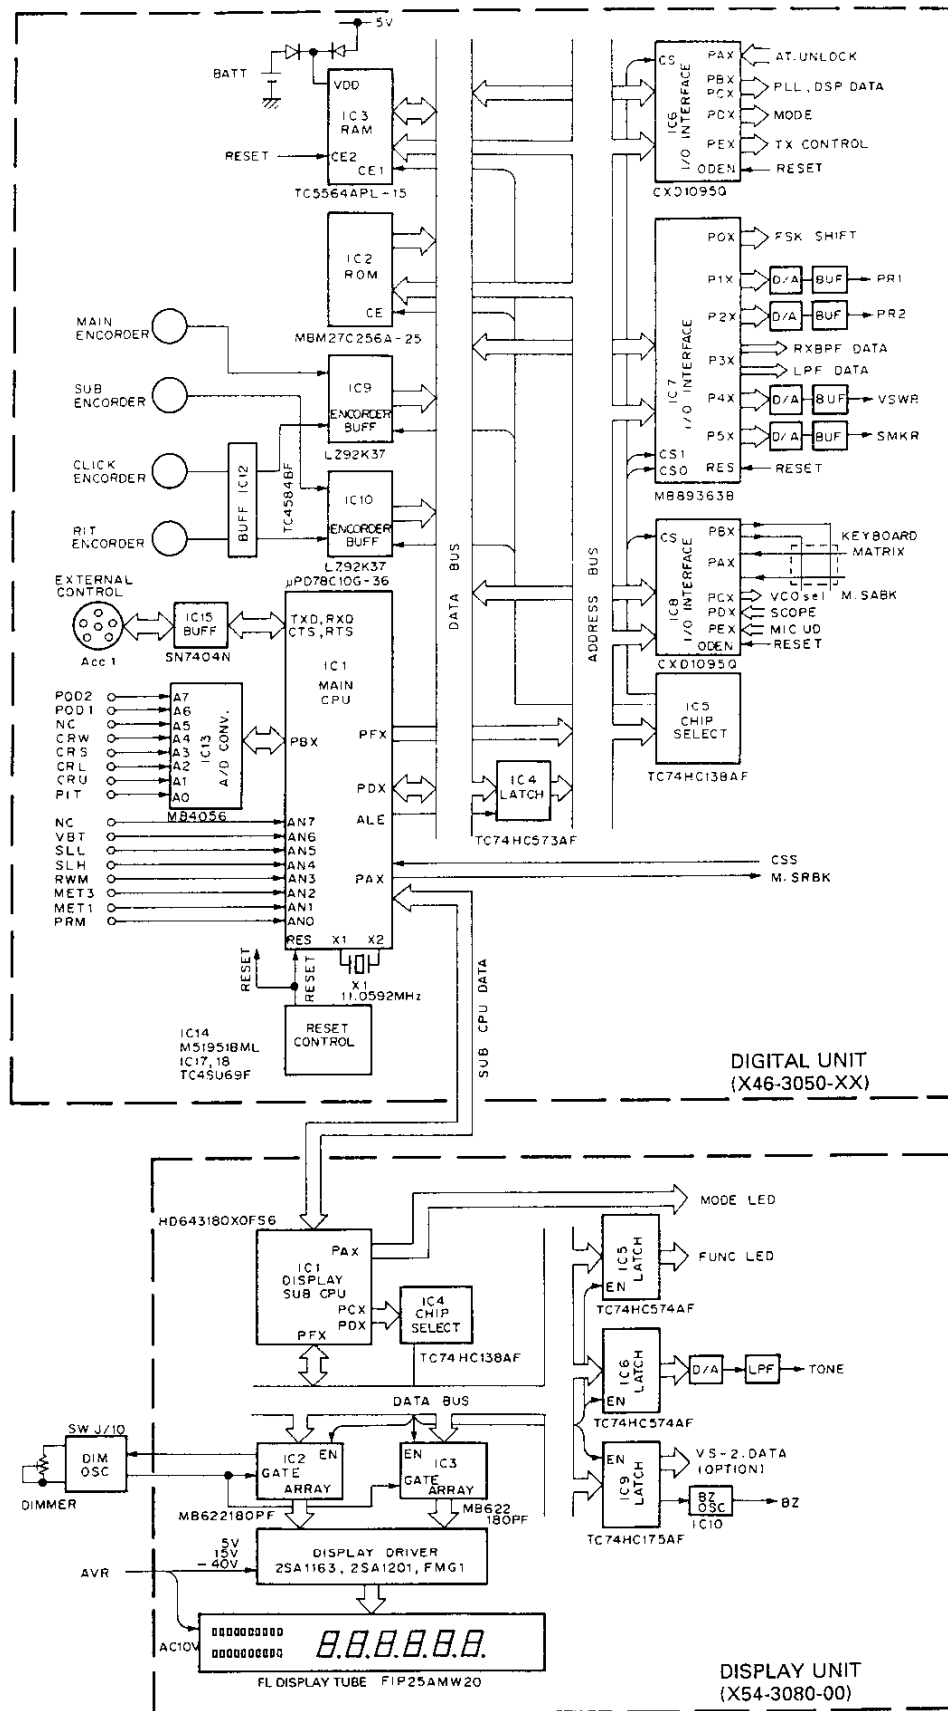 5V
BATT
VDD
IC3
RAM
RESET
CE2
CE1
TC5564APL-15
IC2
ROM
CE
MBM27C256A-25
MAIN
ENCORDER
SUB
ENCORDER
CLICK
ENCORDER
RIT
ENCORDER
BUFF IC12
TC4584BF
IC9
ENCORDER
BUFF
LZ92K37
IC10
ENCORDER
BUFF
LZ92K37
DATA BUS
ADDRESS BUS
CS
IC6
I/O INTERFACE
PAX
PBX
PCX
PDX
PEX
ODEN
AT.UNLOCK
PLL, DSP DATA
MODE
TX CONTROL
RESET
CXD1095Q
IC7
I/O INTERFACE
P0X
P1X
P2X
P3X
P4X
P5X
CS1
CS0
RES
FSK SHIFT
D/A BUF PR1
D/A BUF PR2
RXBPF DATA
LPF DATA
D/A BUF VSWR
D/A BUF SMKR
RESET
MB89363B
CS
IC8
I/O INTERFACE
PBX
PAX
PCX
PDX
PEX
ODEN
KEYBOARD
MATRIX
VCOsel
M.SABK
SCOPE
MIC UD
RESET
CXD1095Q
IC5
CHIP
SELECT
TC74HC138AF
EXTERNAL
CONTROL
Acc 1
IC15
BUFF
SN7404N
μPD78C10G-36
TXD, RXD
CTS, RTS
IC1
MAIN
CPU
PBX
PFX
PDX
ALE
PAX
POD2 A7
POD1 A6
NC A5
CRW A4
CRS A3
CRL A2
CRU A1
PIT A0
IC13
A/D CONV.
MB4056
NC AN7
VBT AN6
SLL AN5
SLH AN4
RWM AN3
MET3 AN2
MET1 AN1
PRM AN0
IC4
LATCH
TC74HC573AF
CSS
M.SRBK
RES X1 X2
X1
11.0592MHz
RESET
RESET
RESET
CONTROL
IC14
M51951BML
IC17, 18
TC4SU69F
SUB CPU DATA
DIGITAL UNIT
(X46-3050-XX)
HD643180X0FS6
PAX
IC1
DISPLAY
SUB CPU
PCX
PDX
PFX
MODE LED
IC4
CHIP
SELECT
TC74HC138AF
IC5
LATCH
EN
FUNC LED
TC74HC574AF
IC6
LATCH
EN
D/A LPF TONE
TC74HC574AF
EN
IC9
LATCH
VS-2.DATA
(OPTION)
BZ
OSC
IC10
BZ
TC74HC175AF
DATA BUS
SW J/10
DIM
OSC
DIMMER
IC2
EN
GATE
ARRAY
MB622180PF
EN
IC3
GATE
ARRAY
MB622
180PF
5V
15V
-40V
AVR
DISPLAY DRIVER
2SA1163, 2SA1201, FMG1
AC10V
8.8.8.8.8.8.
FL DISPLAY TUBE FIP25AMW20
DISPLAY UNIT
(X54-3080-00)